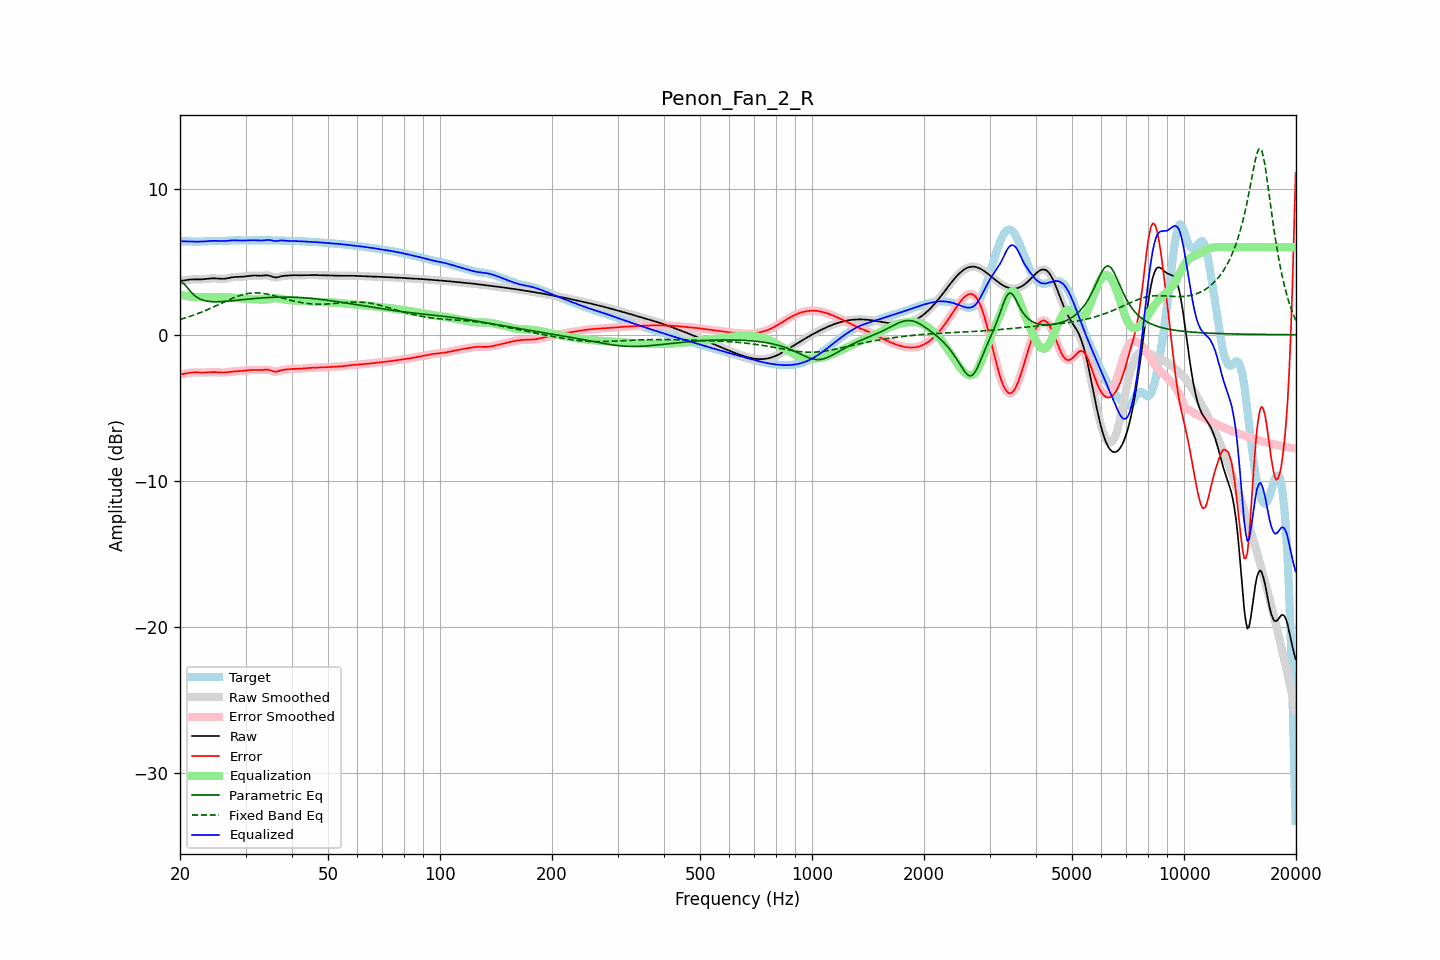 Penon_Fan_2_R
Amplitude (dBr)
10
0
−10
−20
−30
Target
Raw Smoothed
Error Smoothed
Raw
Error
Equalization
Parametric Eq
Fixed Band Eq
Equalized
20 50 100 200 500 1000 2000 5000 10000 20000
Frequency (Hz)